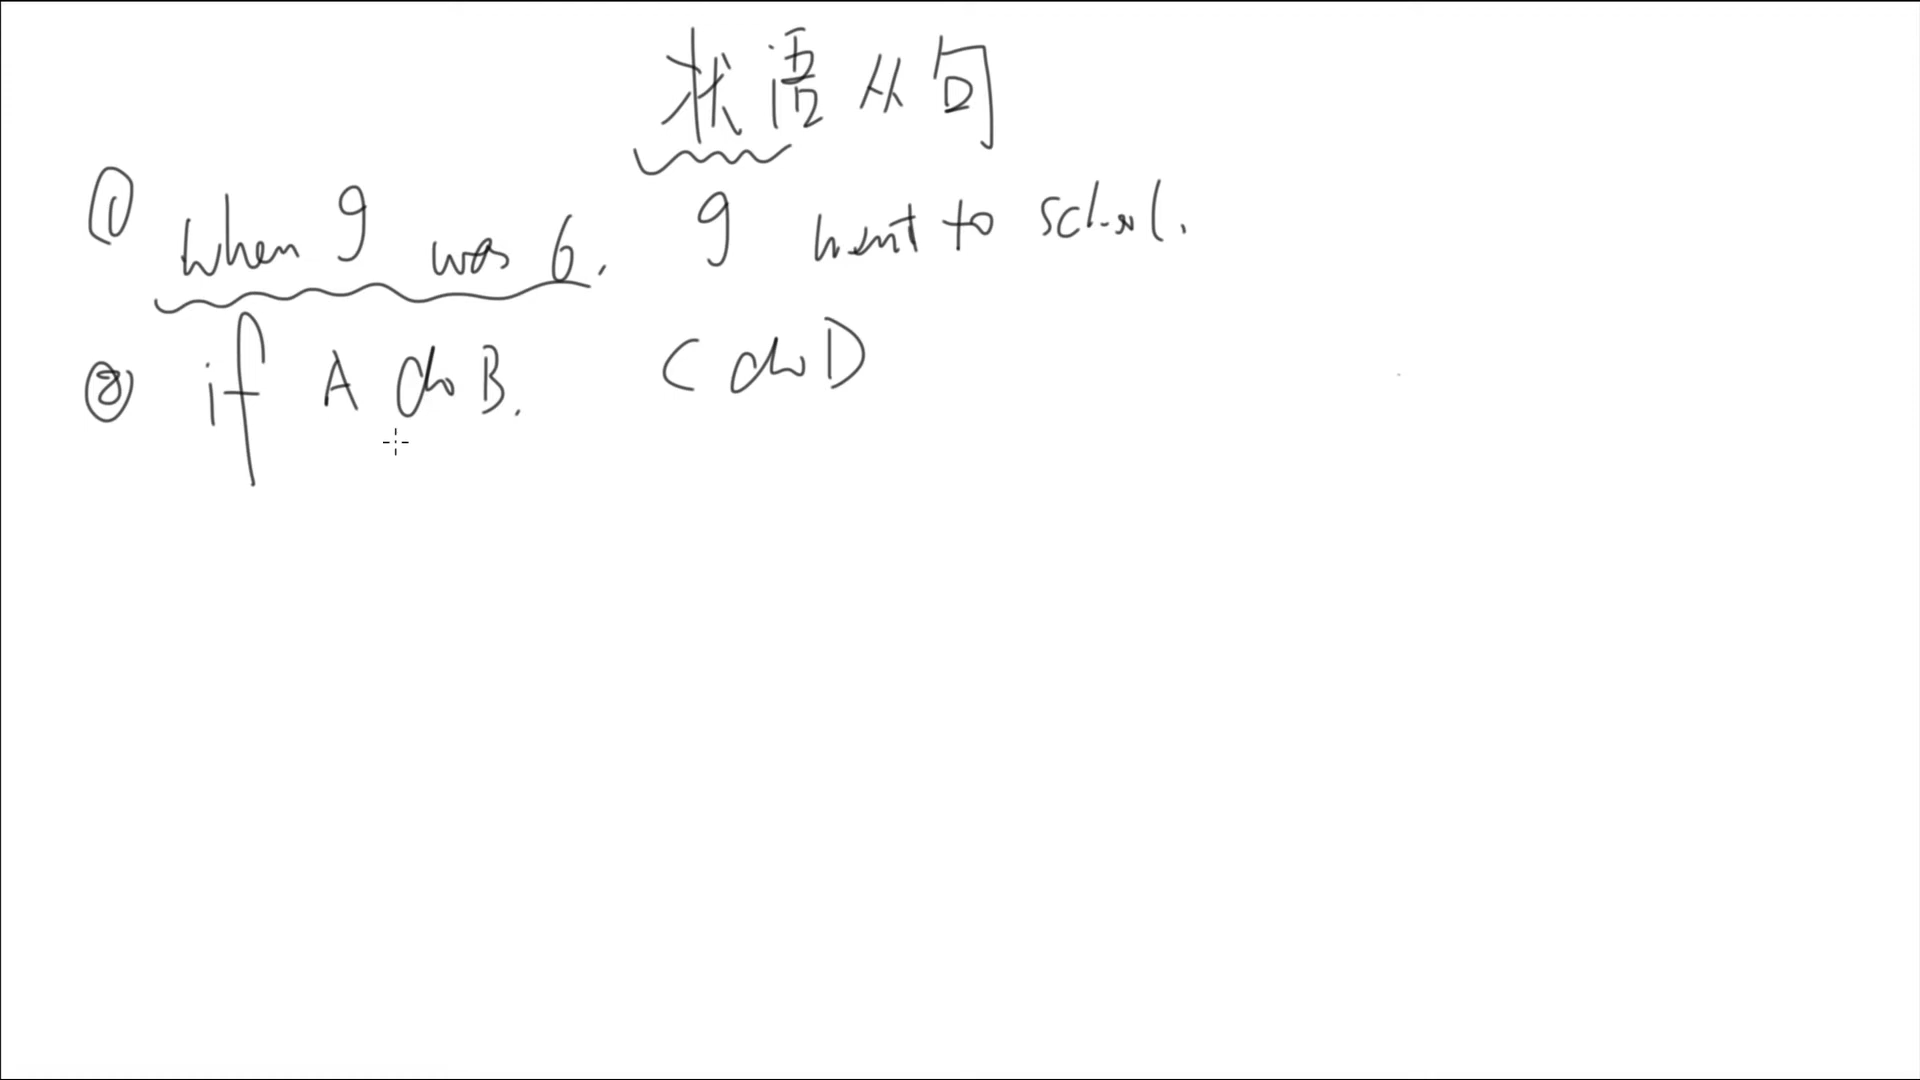 状语从句
① When I was 6, I went to school.
② if A do B, C do D